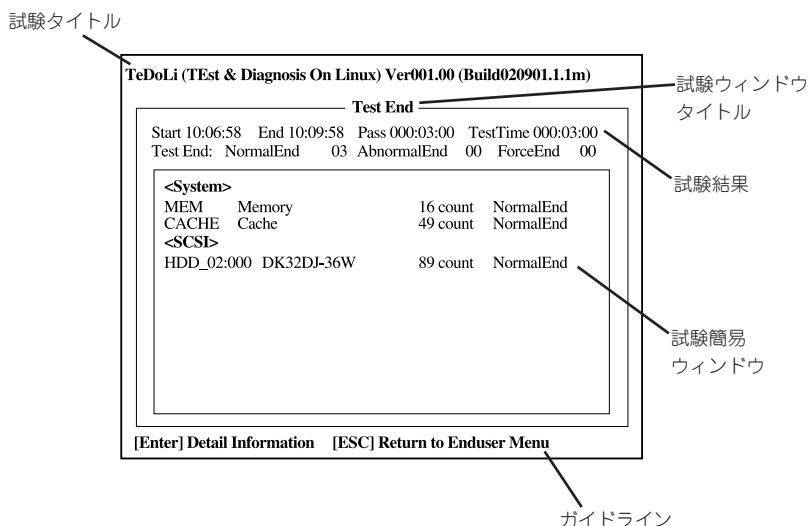 試験タイトル
TeDoLi (TEst & Diagnosis On Linux) Ver001.00 (Build020901.1.1m)
試験ウィンドウ
タイトル
Test End
Start 10:06:58 End 10:09:58 Pass 000:03:00 TestTime 000:03:00
Test End: NormalEnd 03 AbnormalEnd 00 ForceEnd 00
試験結果
<System>
MEM Memory 16 count NormalEnd
CACHE Cache 49 count NormalEnd
<SCSI>
HDD_02:000 DK32DJ-36W 89 count NormalEnd
試験簡易
ウィンドウ
[Enter] Detail Information [ESC] Return to Enduser Menu
ガイドライン